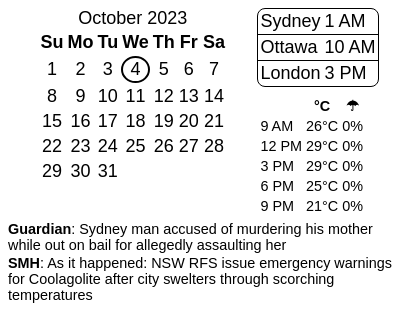 October 2023
Su Mo Tu We Th Fr Sa
1 2 3 4 5 6 7
8 9 10 11 12 13 14
15 16 17 18 19 20 21
22 23 24 25 26 27 28
29 30 31
Sydney 1 AM
Ottawa 10 AM
London 3 PM
°C ☂
9 AM 26°C 0%
12 PM 29°C 0%
3 PM 29°C 0%
6 PM 25°C 0%
9 PM 21°C 0%
Guardian: Sydney man accused of murdering his mother
while out on bail for allegedly assaulting her
SMH: As it happened: NSW RFS issue emergency warnings
for Coolagolite after city swelters through scorching
temperatures